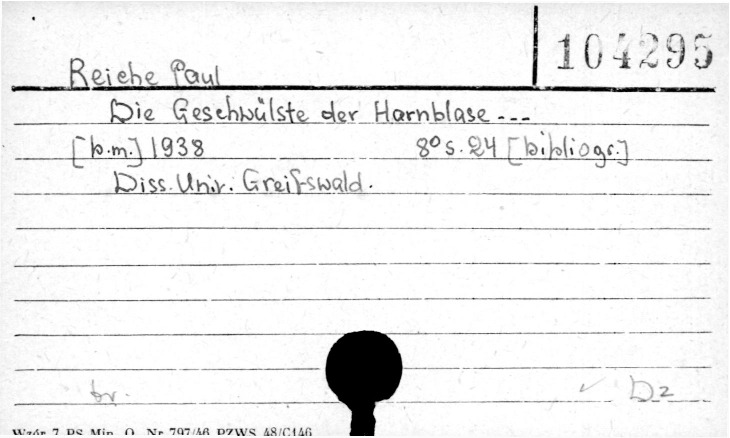 104295
Reiche Paul
Die Geschwülste der Harnblase ---
[b.m.] 1938 8° s. 24 [bibliogr.]
Diss. Univ. Greifswald.
br. ✓ Dz
Wzór 7 PS Min. O. Nr 797/46 PZWS 48/C146